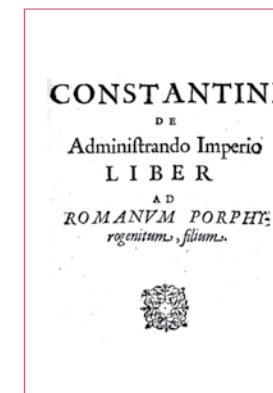 CONSTANTINI
DE
Adminiſtrando Imperio
LIBER
AD
ROMANVM PORPHY-
rogenitum, filium.